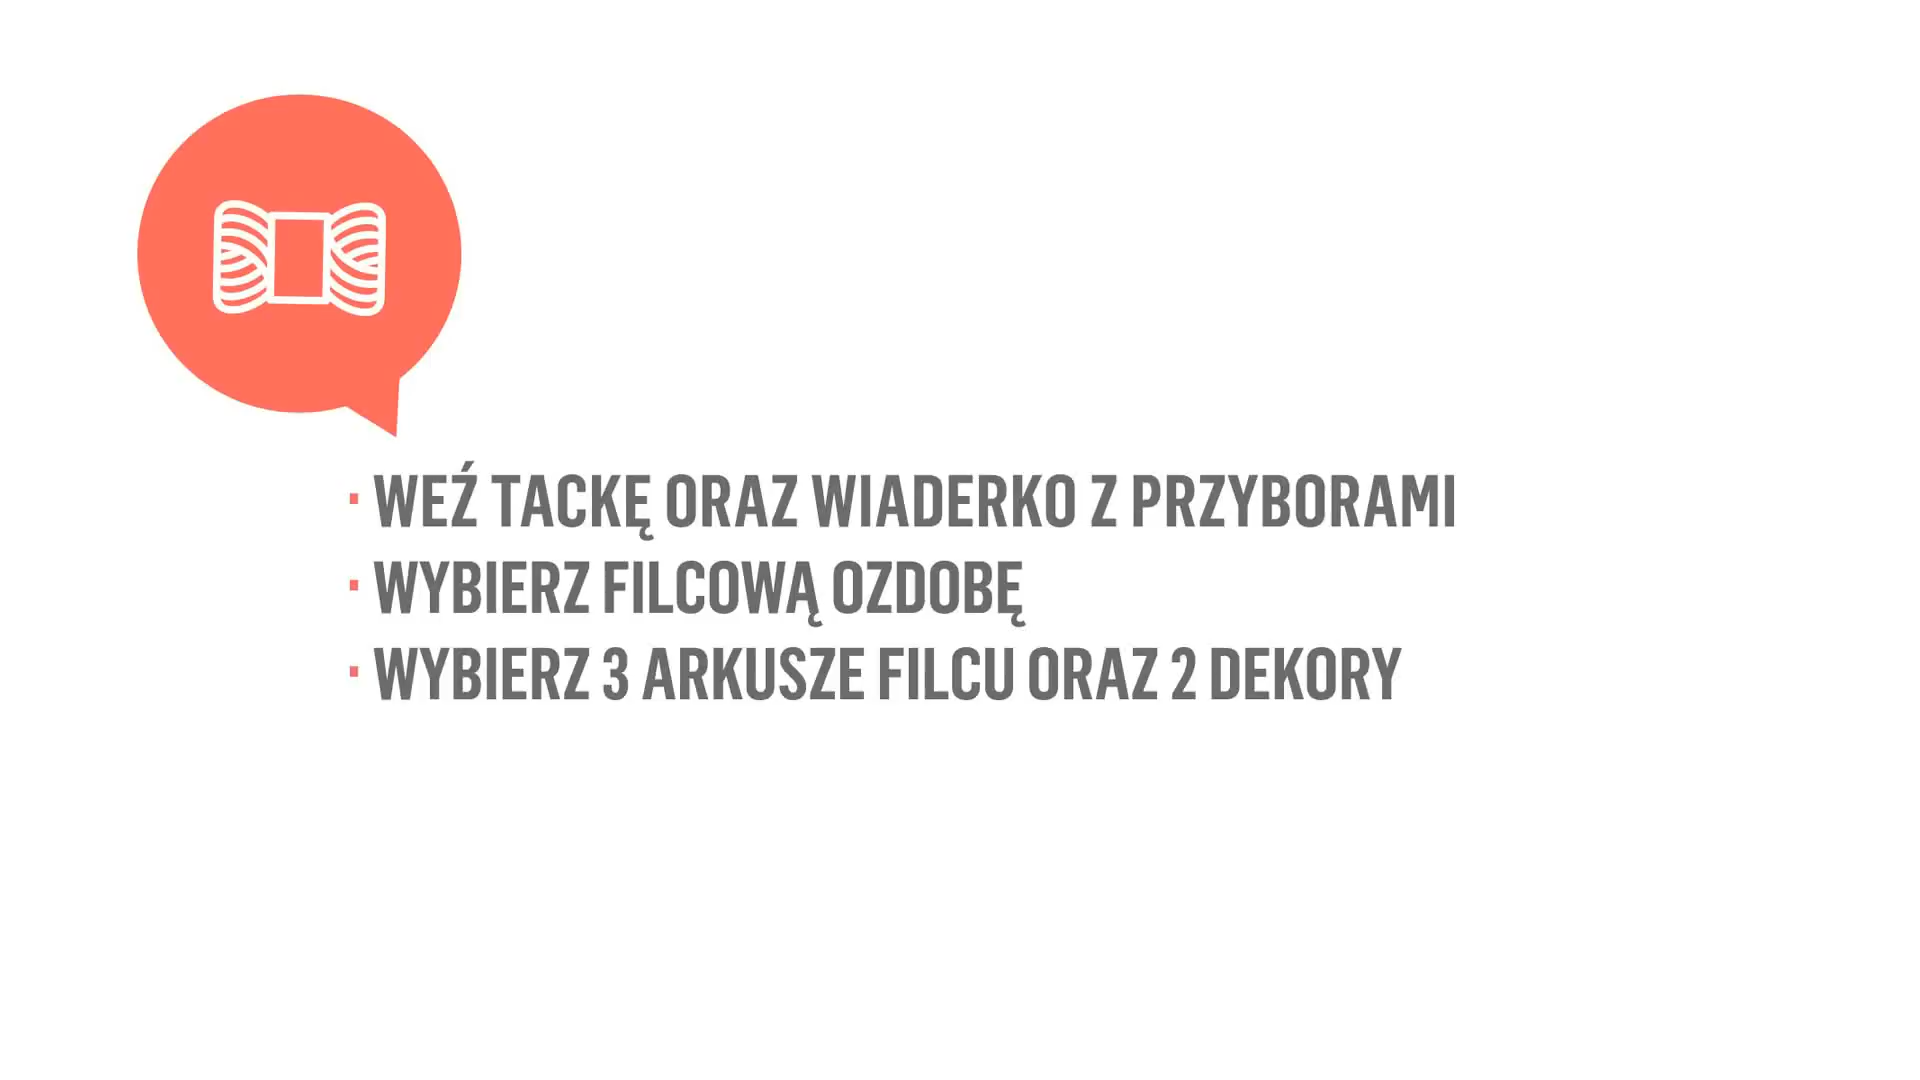 · WEŹ TACKĘ ORAZ WIADERKO Z PRZYBORAMI
· WYBIERZ FILCOWĄ OZDOBĘ
· WYBIERZ 3 ARKUSZE FILCU ORAZ 2 DEKORY